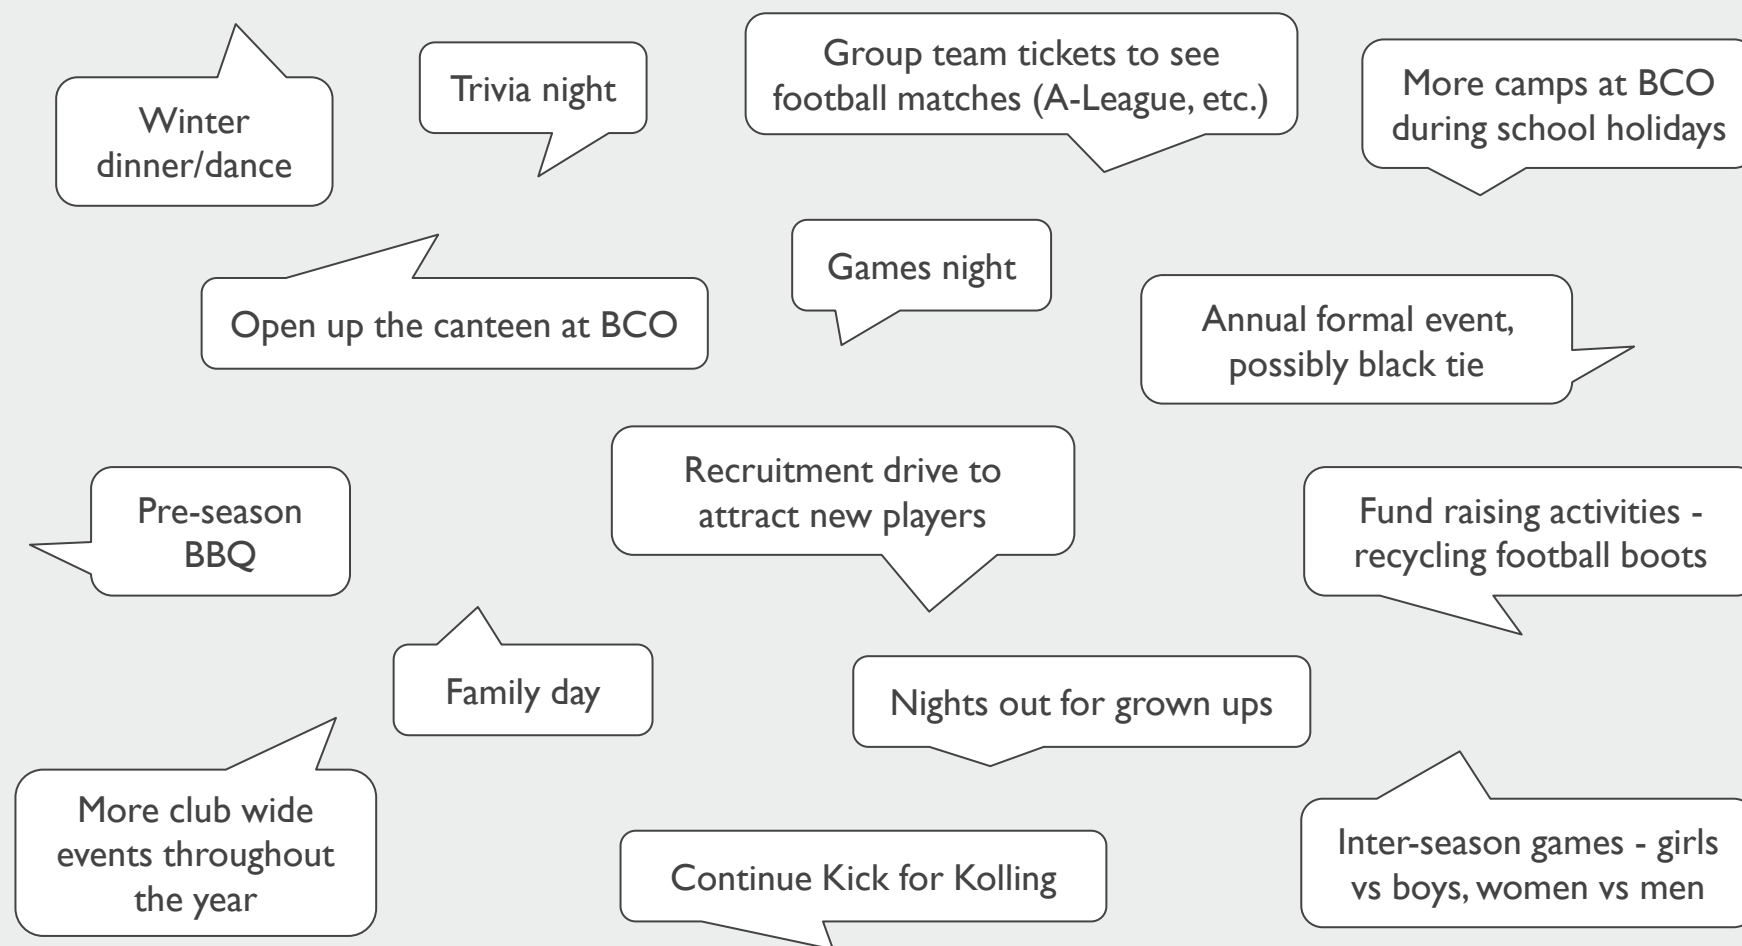 Winter
dinner/dance
Trivia night
Group team tickets to see
football matches (A-League, etc.)
More camps at BCO
during school holidays
Open up the canteen at BCO
Games night
Annual formal event,
possibly black tie
Pre-season
BBQ
Recruitment drive to
attract new players
Fund raising activities -
recycling football boots
Family day
Nights out for grown ups
More club wide
events throughout
the year
Continue Kick for Kolling
Inter-season games - girls
vs boys, women vs men